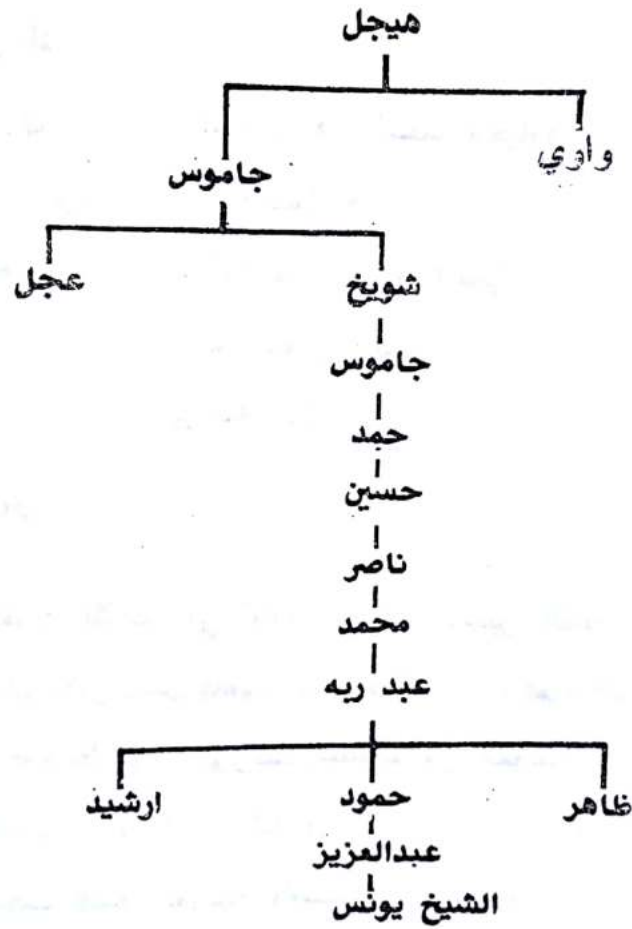 هيجل
واوي
جاموس
شويخ
عجل
جاموس
حمد
حسين
ناصر
محمد
عبد ربه
ظاهر
حمود
ارشيد
عبدالعزيز
الشيخ يونس